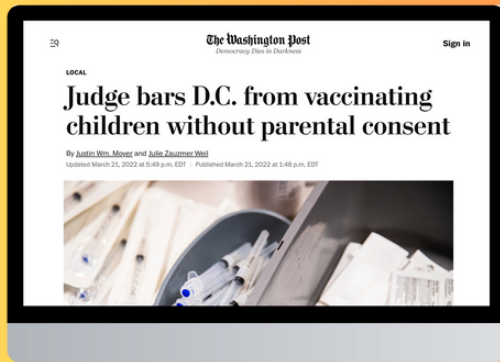 The Washington Post
Democracy Dies in Darkness
Sign in
LOCAL
Judge bars D.C. from vaccinating
children without parental consent
By Justin Wm. Moyer and Julie Zauzmer Weil
Updated March 21, 2022 at 5:49 p.m. EDT | Published March 21, 2022 at 1:48 p.m. EDT